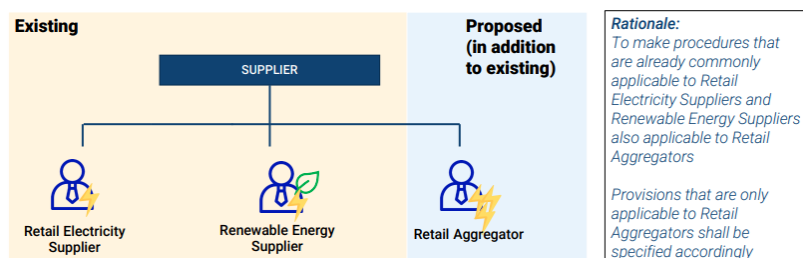 Existing
Proposed
(in addition
to existing)
SUPPLIER
Retail Electricity
Supplier
Renewable Energy
Supplier
Retail Aggregator
Rationale:
To make procedures that
are already commonly
applicable to Retail
Electricity Suppliers and
Renewable Energy Suppliers
also applicable to Retail
Aggregators
Provisions that are only
applicable to Retail
Aggregators shall be
specified accordingly